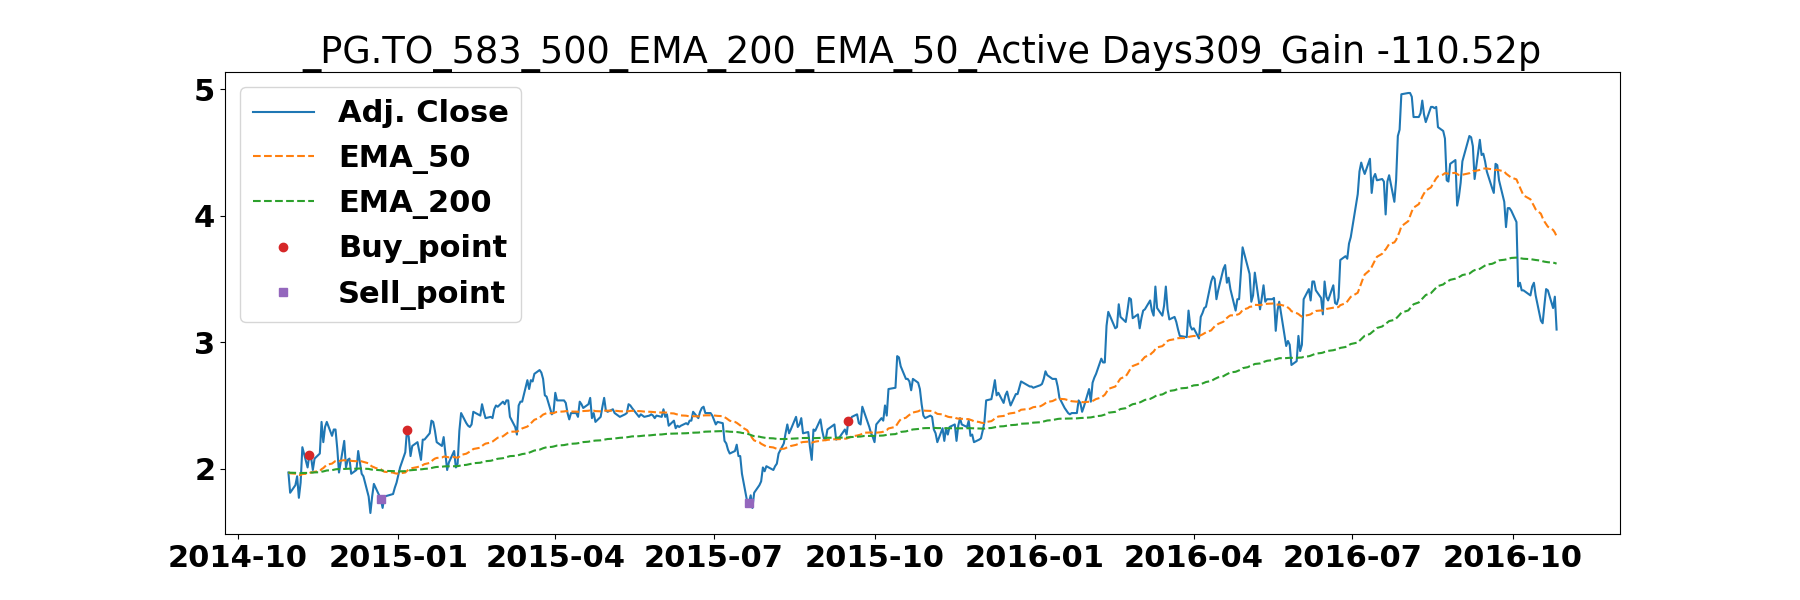 _PG.TO_583_500_EMA_200_EMA_50_Active Days309_Gain -110.52p
5
4
3
2
Adj. Close
EMA_50
EMA_200
Buy_point
Sell_point
2014-10 2015-01 2015-04 2015-07 2015-10 2016-01 2016-04 2016-07 2016-10